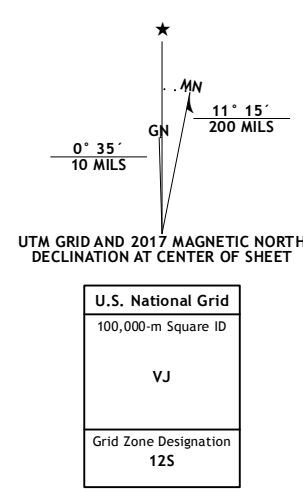 ★
MN
11° 15´
200 MILS
GN
0° 35´
10 MILS
UTM GRID AND 2017 MAGNETIC NORTH
DECLINATION AT CENTER OF SHEET
U.S. National Grid
100,000-m Square ID
VJ
Grid Zone Designation
12S